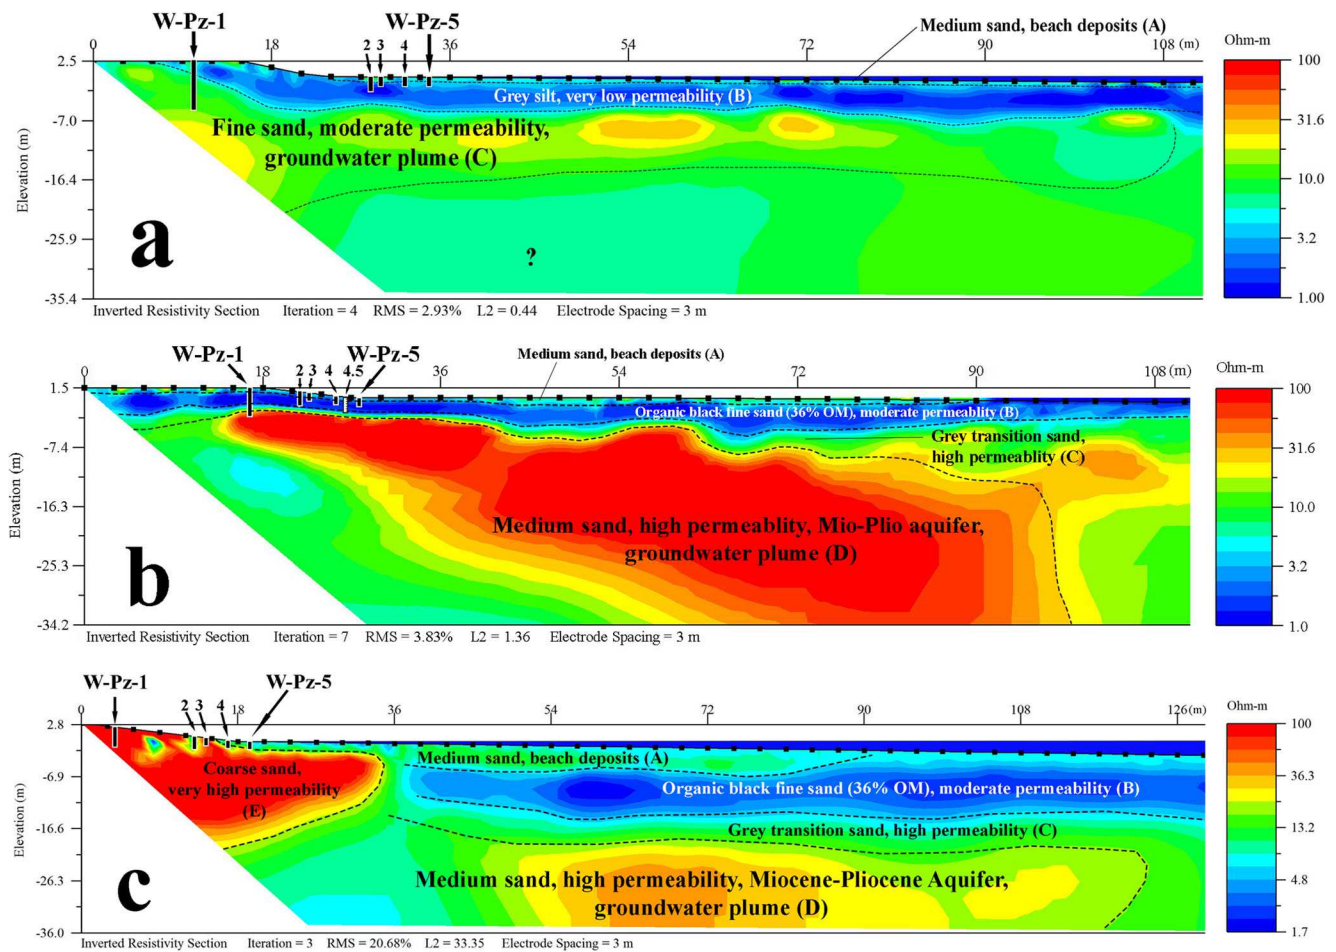 W-Pz-1
W-Pz-5
Medium sand, beach deposits (A)
0 18 2 3 4 36 54 72 90 108 (m)
Ohm-m
2.5
-7.0
-16.4
-25.9
-35.4
Elevation (m)
Grey silt, very low permeability (B)
Fine sand, moderate permeability,
groundwater plume (C)
a
?
100
31.6
10.0
3.2
1.00
Inverted Resistivity Section Iteration = 4 RMS = 2.93% L2 = 0.44 Electrode Spacing = 3 m
W-Pz-1
W-Pz-5
Medium sand, beach deposits (A)
0 18 2 3 4 4.5 36 54 72 90 108 (m)
Ohm-m
1.5
-7.4
-16.3
-25.3
-34.2
Elevation (m)
Organic black fine sand (36% OM), moderate permeablity (B)
Grey transition sand,
high permeablity (C)
Medium sand, high permeablity, Mio-Plio aquifer,
groundwater plume (D)
b
100
31.6
10.0
3.2
1.0
Inverted Resistivity Section Iteration = 7 RMS = 3.83% L2 = 1.36 Electrode Spacing = 3 m
W-Pz-1
W-Pz-5
0 2 3 4 18 36 54 72 90 108 126 (m)
Ohm-m
2.8
-6.9
-16.6
-26.3
-36.0
Elevation (m)
Medium sand, beach deposits (A)
Coarse sand,
very high permeability
(E)
Organic black fine sand (36% OM), moderate permeability (B)
Grey transition sand, high permeability (C)
Medium sand, high permeability, Miocene-Pliocene Aquifer,
groundwater plume (D)
c
100
36.3
13.2
4.8
1.7
Inverted Resistivity Section Iteration = 3 RMS = 20.68% L2 = 33.35 Electrode Spacing = 3 m